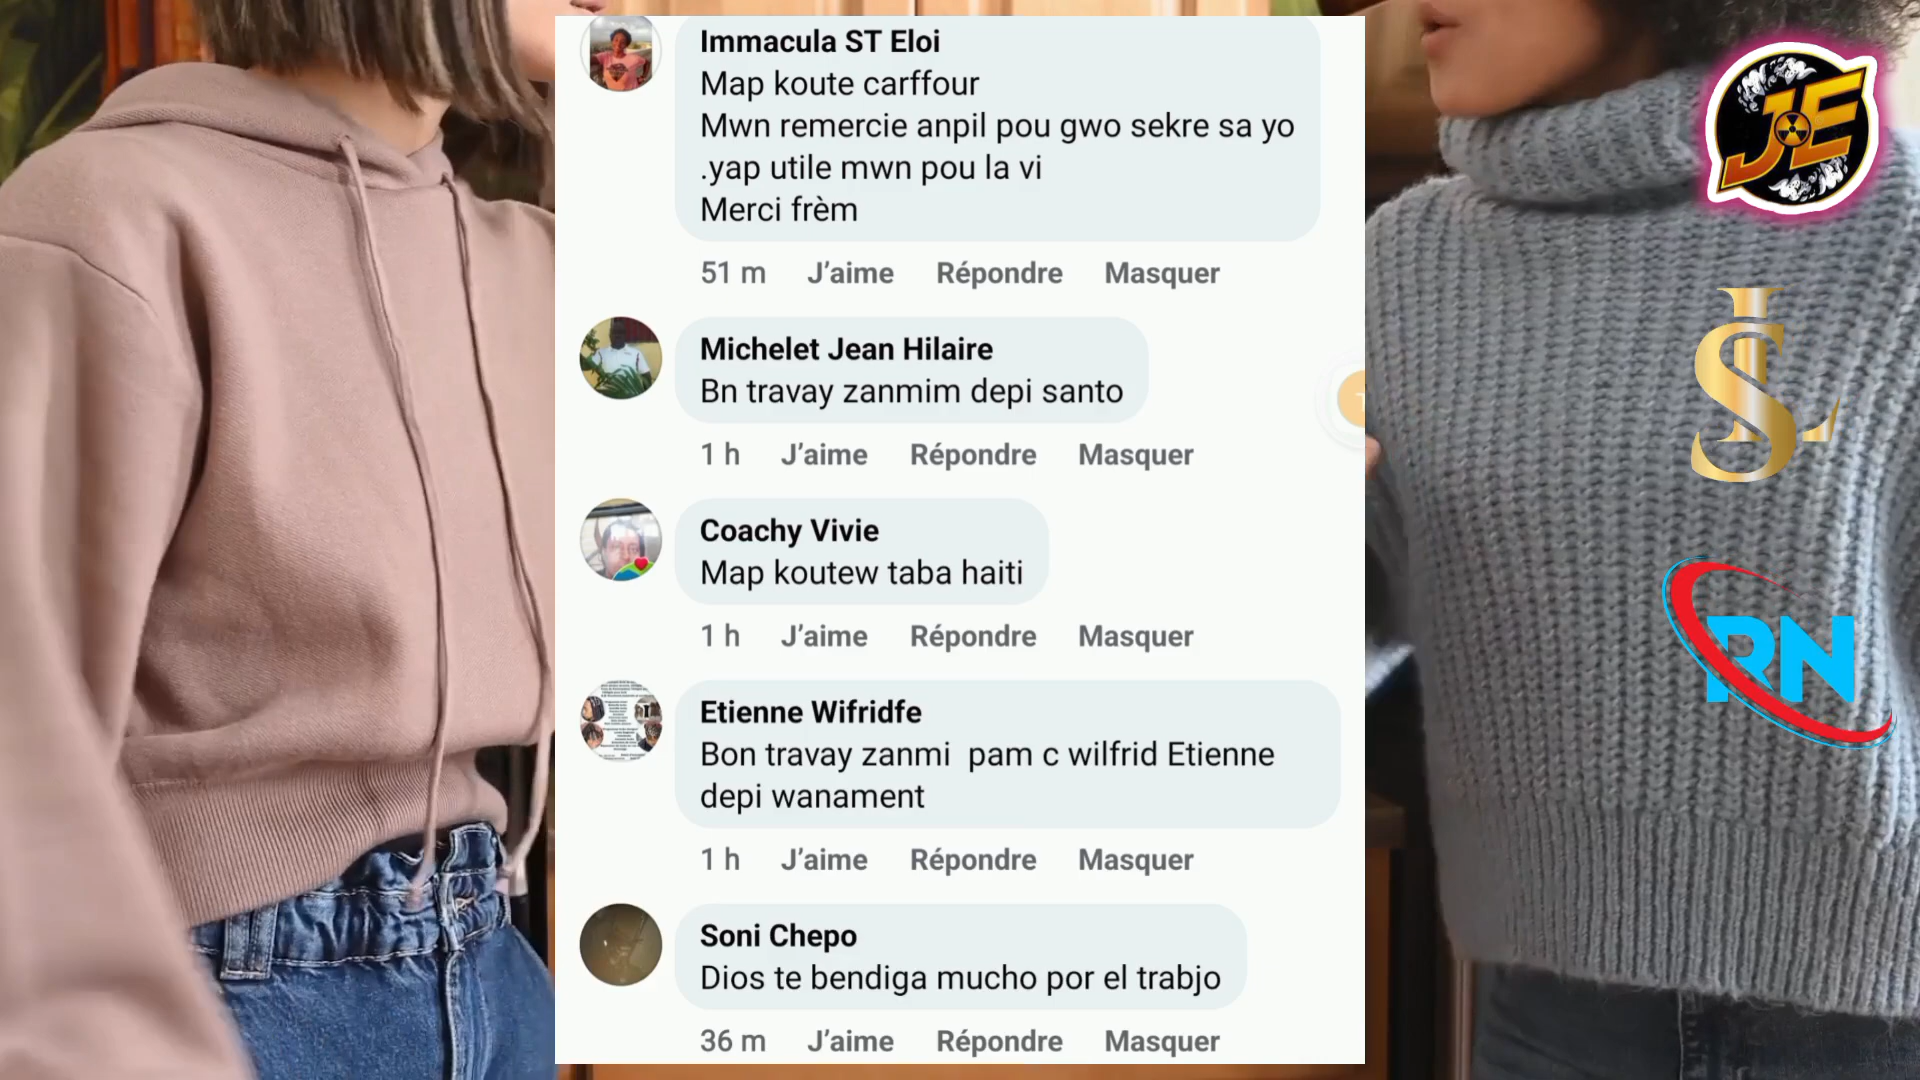 Immacula ST Eloi
Map koute carffour
Mwn remercie anpil pou gwo sekre sa yo
.yap utile mwn pou la vi
Merci frèm
51 m J'aime Répondre Masquer
Michelet Jean Hilaire
Bn travay zanmim depi santo
1 h J'aime Répondre Masquer
Coachy Vivie
Map koutew taba haiti
1 h J'aime Répondre Masquer
Etienne Wifridfe
Bon travay zanmi  pam c wilfrid Etienne
depi wanament
1 h J'aime Répondre Masquer
Soni Chepo
Dios te bendiga mucho por el trabjo
36 m J'aime Répondre Masquer
JE
LS
RN